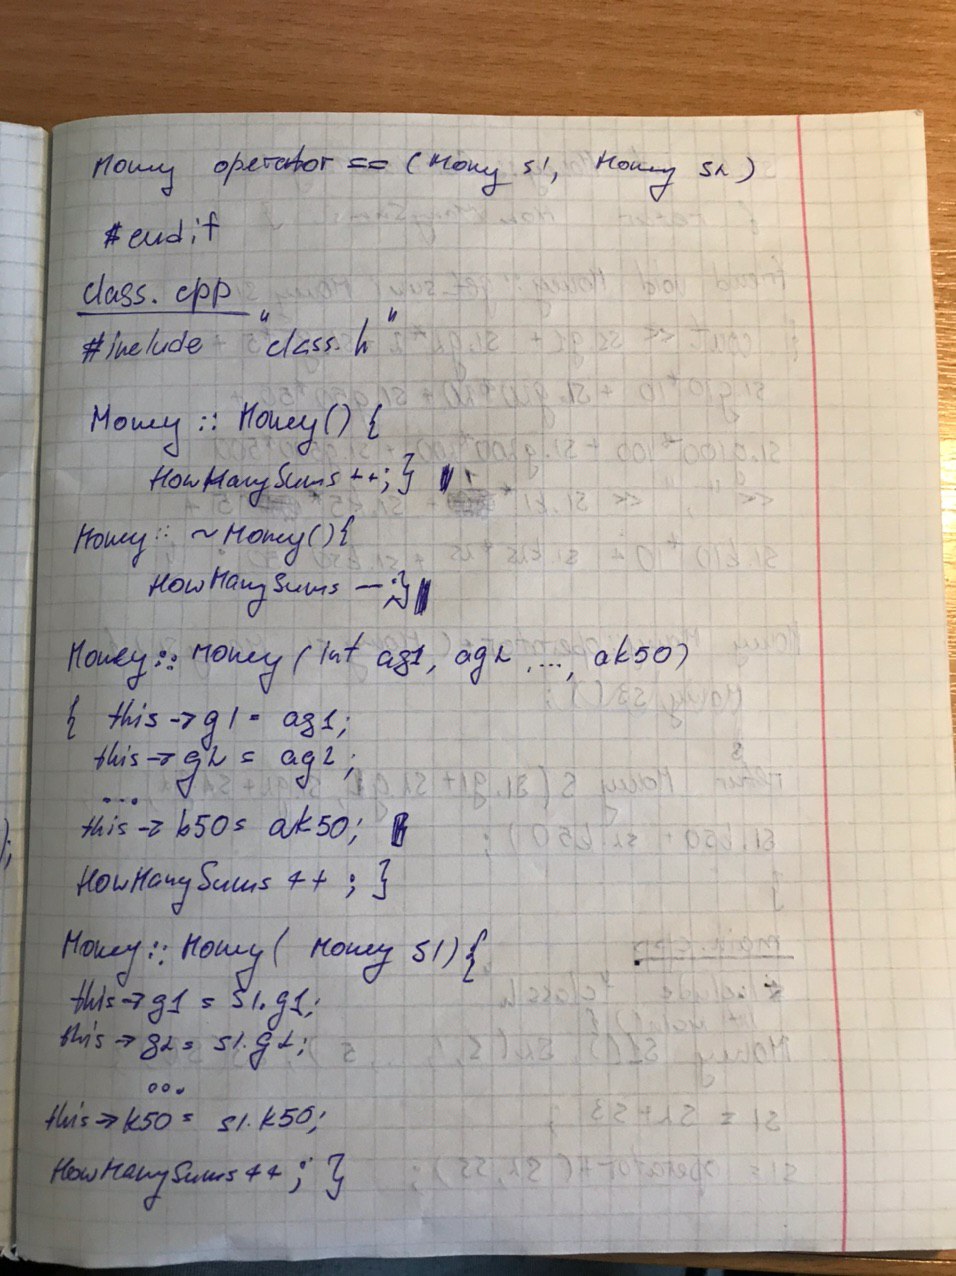 Money operator == (Money s1, Money s2)
#endif
class.cpp
#include "class.h"
Money :: Money() {
HowManySums ++; }
Money :: ~Money(){
HowManySums --; }
Money :: Money (int ag1, ag2, ..., ak50)
{ this->g1 = ag1;
this->g2 = ag2;
...
this->k50 = ak50;
HowManySums ++ ; }
Money :: Money ( Money s1) {
this->g1 = s1.g1;
this->g2 = s1.g2;
...
this->k50 = s1.k50;
HowManySums ++ ; }